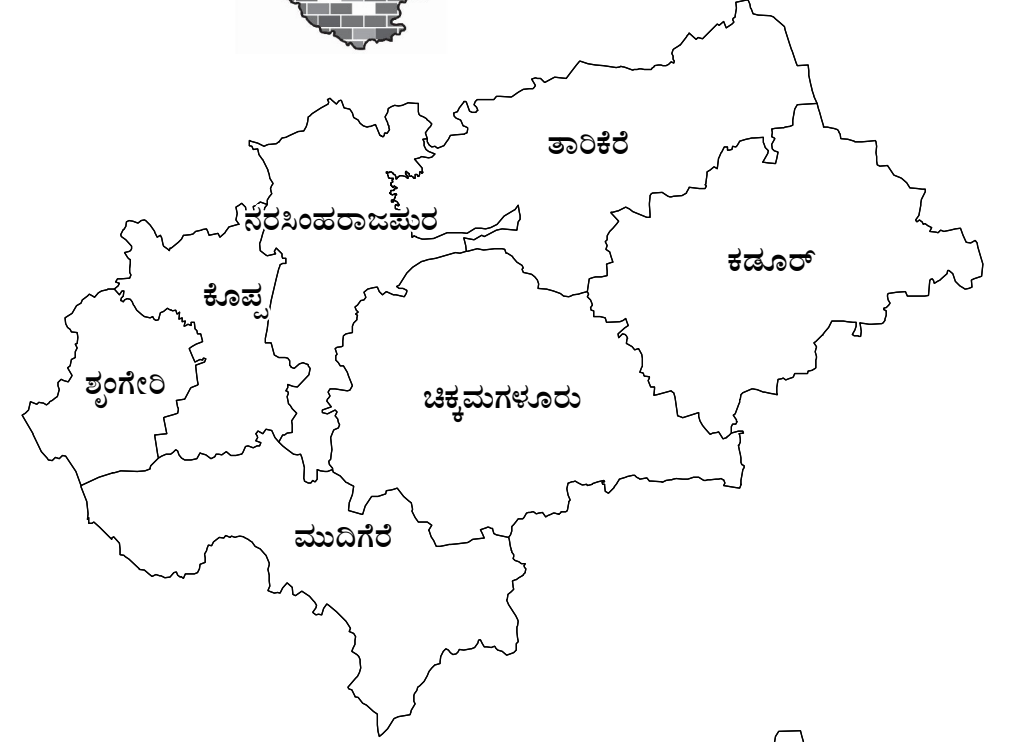 ತಾರಿಕೆರೆ
ನರಸಿಂಹರಾಜಪುರ
ಕಡೂರ್
ಕೊಪ್ಪ
ಶೃಂಗೇರಿ
ಚಿಕ್ಕಮಗಳೂರು
ಮುದಿಗೆರೆ